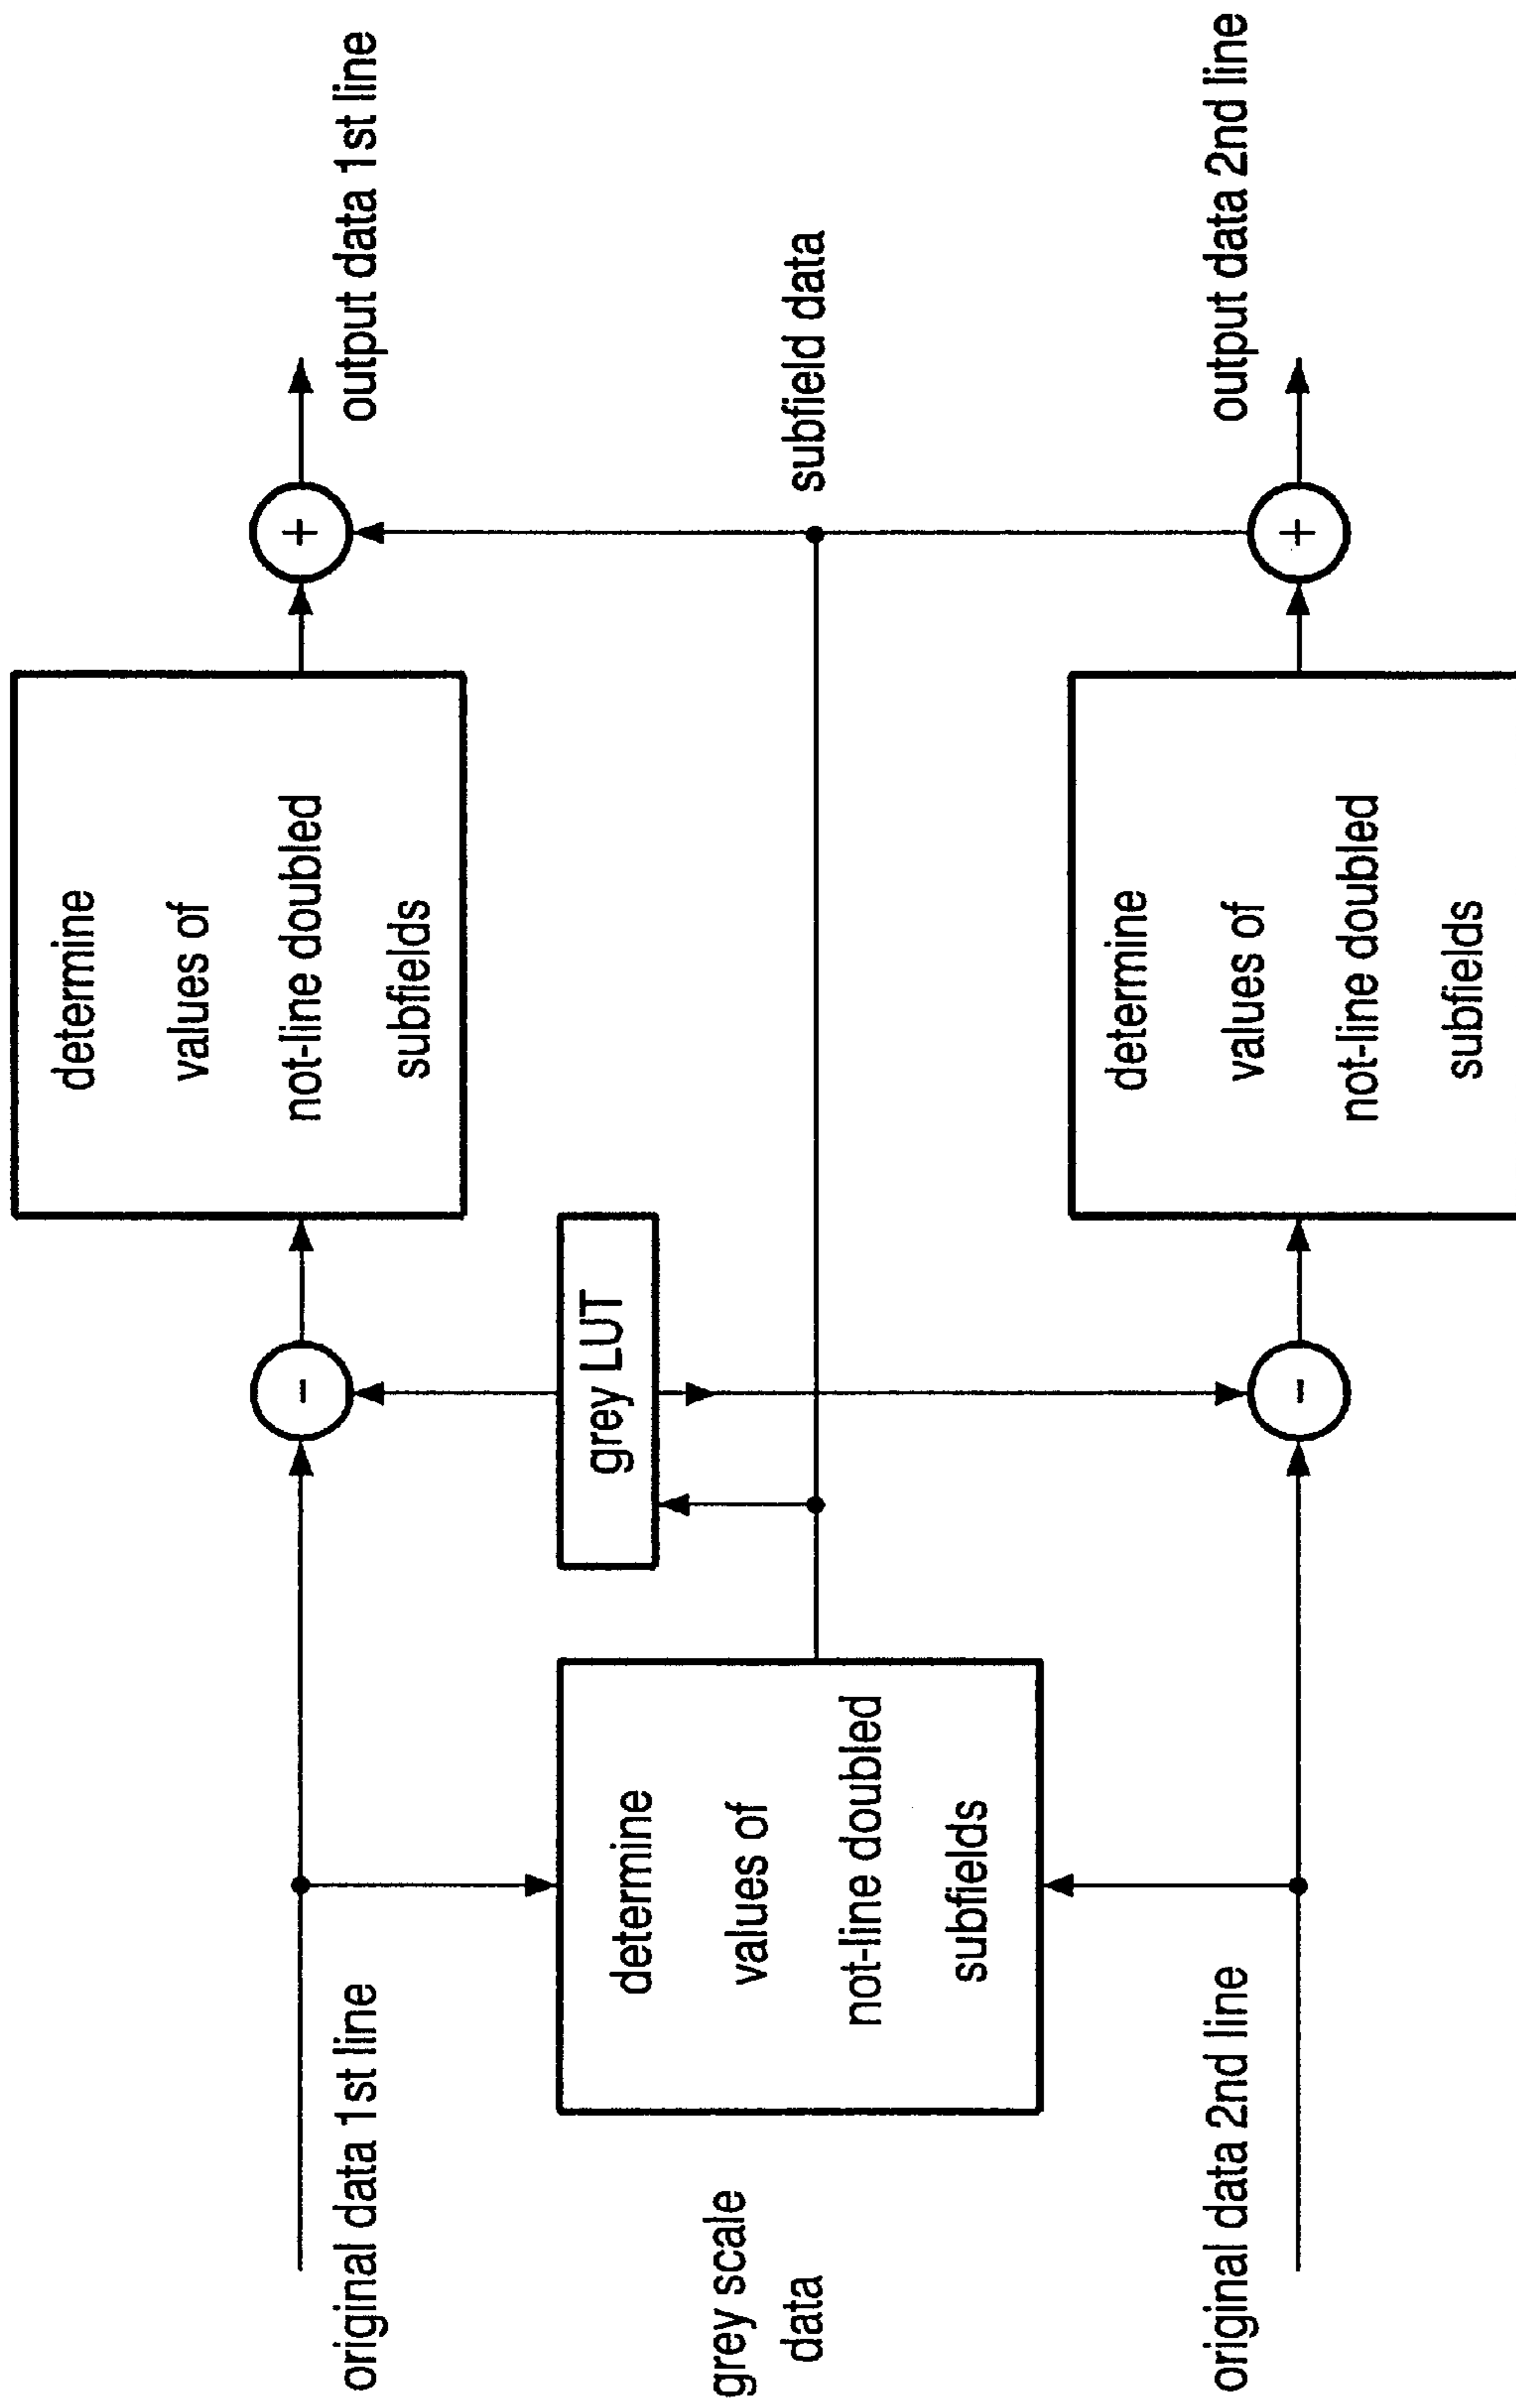 original data 1st line
output data 1st line
determine
values of
not-line doubled
subfields
-
+
grey LUT
grey scale
data
determine
values of
not-line doubled
subfields
subfield data
original data 2nd line
output data 2nd line
-
+
determine
values of
not-line doubled
subfields